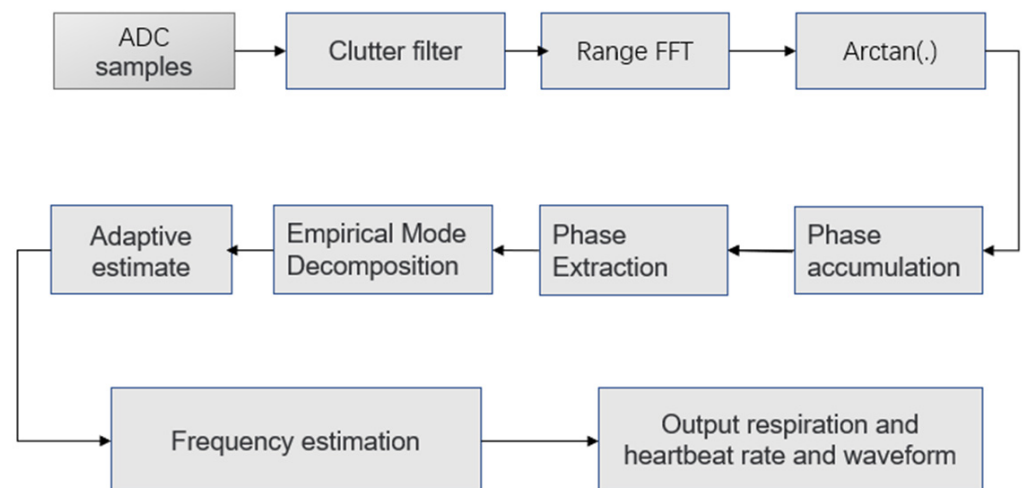 ADC
samples
Clutter filter
Range FFT
Arctan(.)
Phase
accumulation
Phase
Extraction
Empirical Mode
Decomposition
Adaptive
estimate
Frequency estimation
Output respiration and
heartbeat rate and waveform